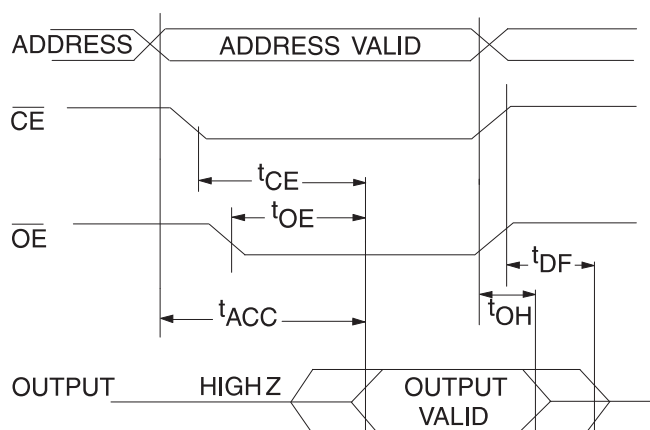 ADDRESS ADDRESS VALID
CE
tCE
tOE
OE
tDF
tACC
tOH
OUTPUT HIGH Z OUTPUT
VALID